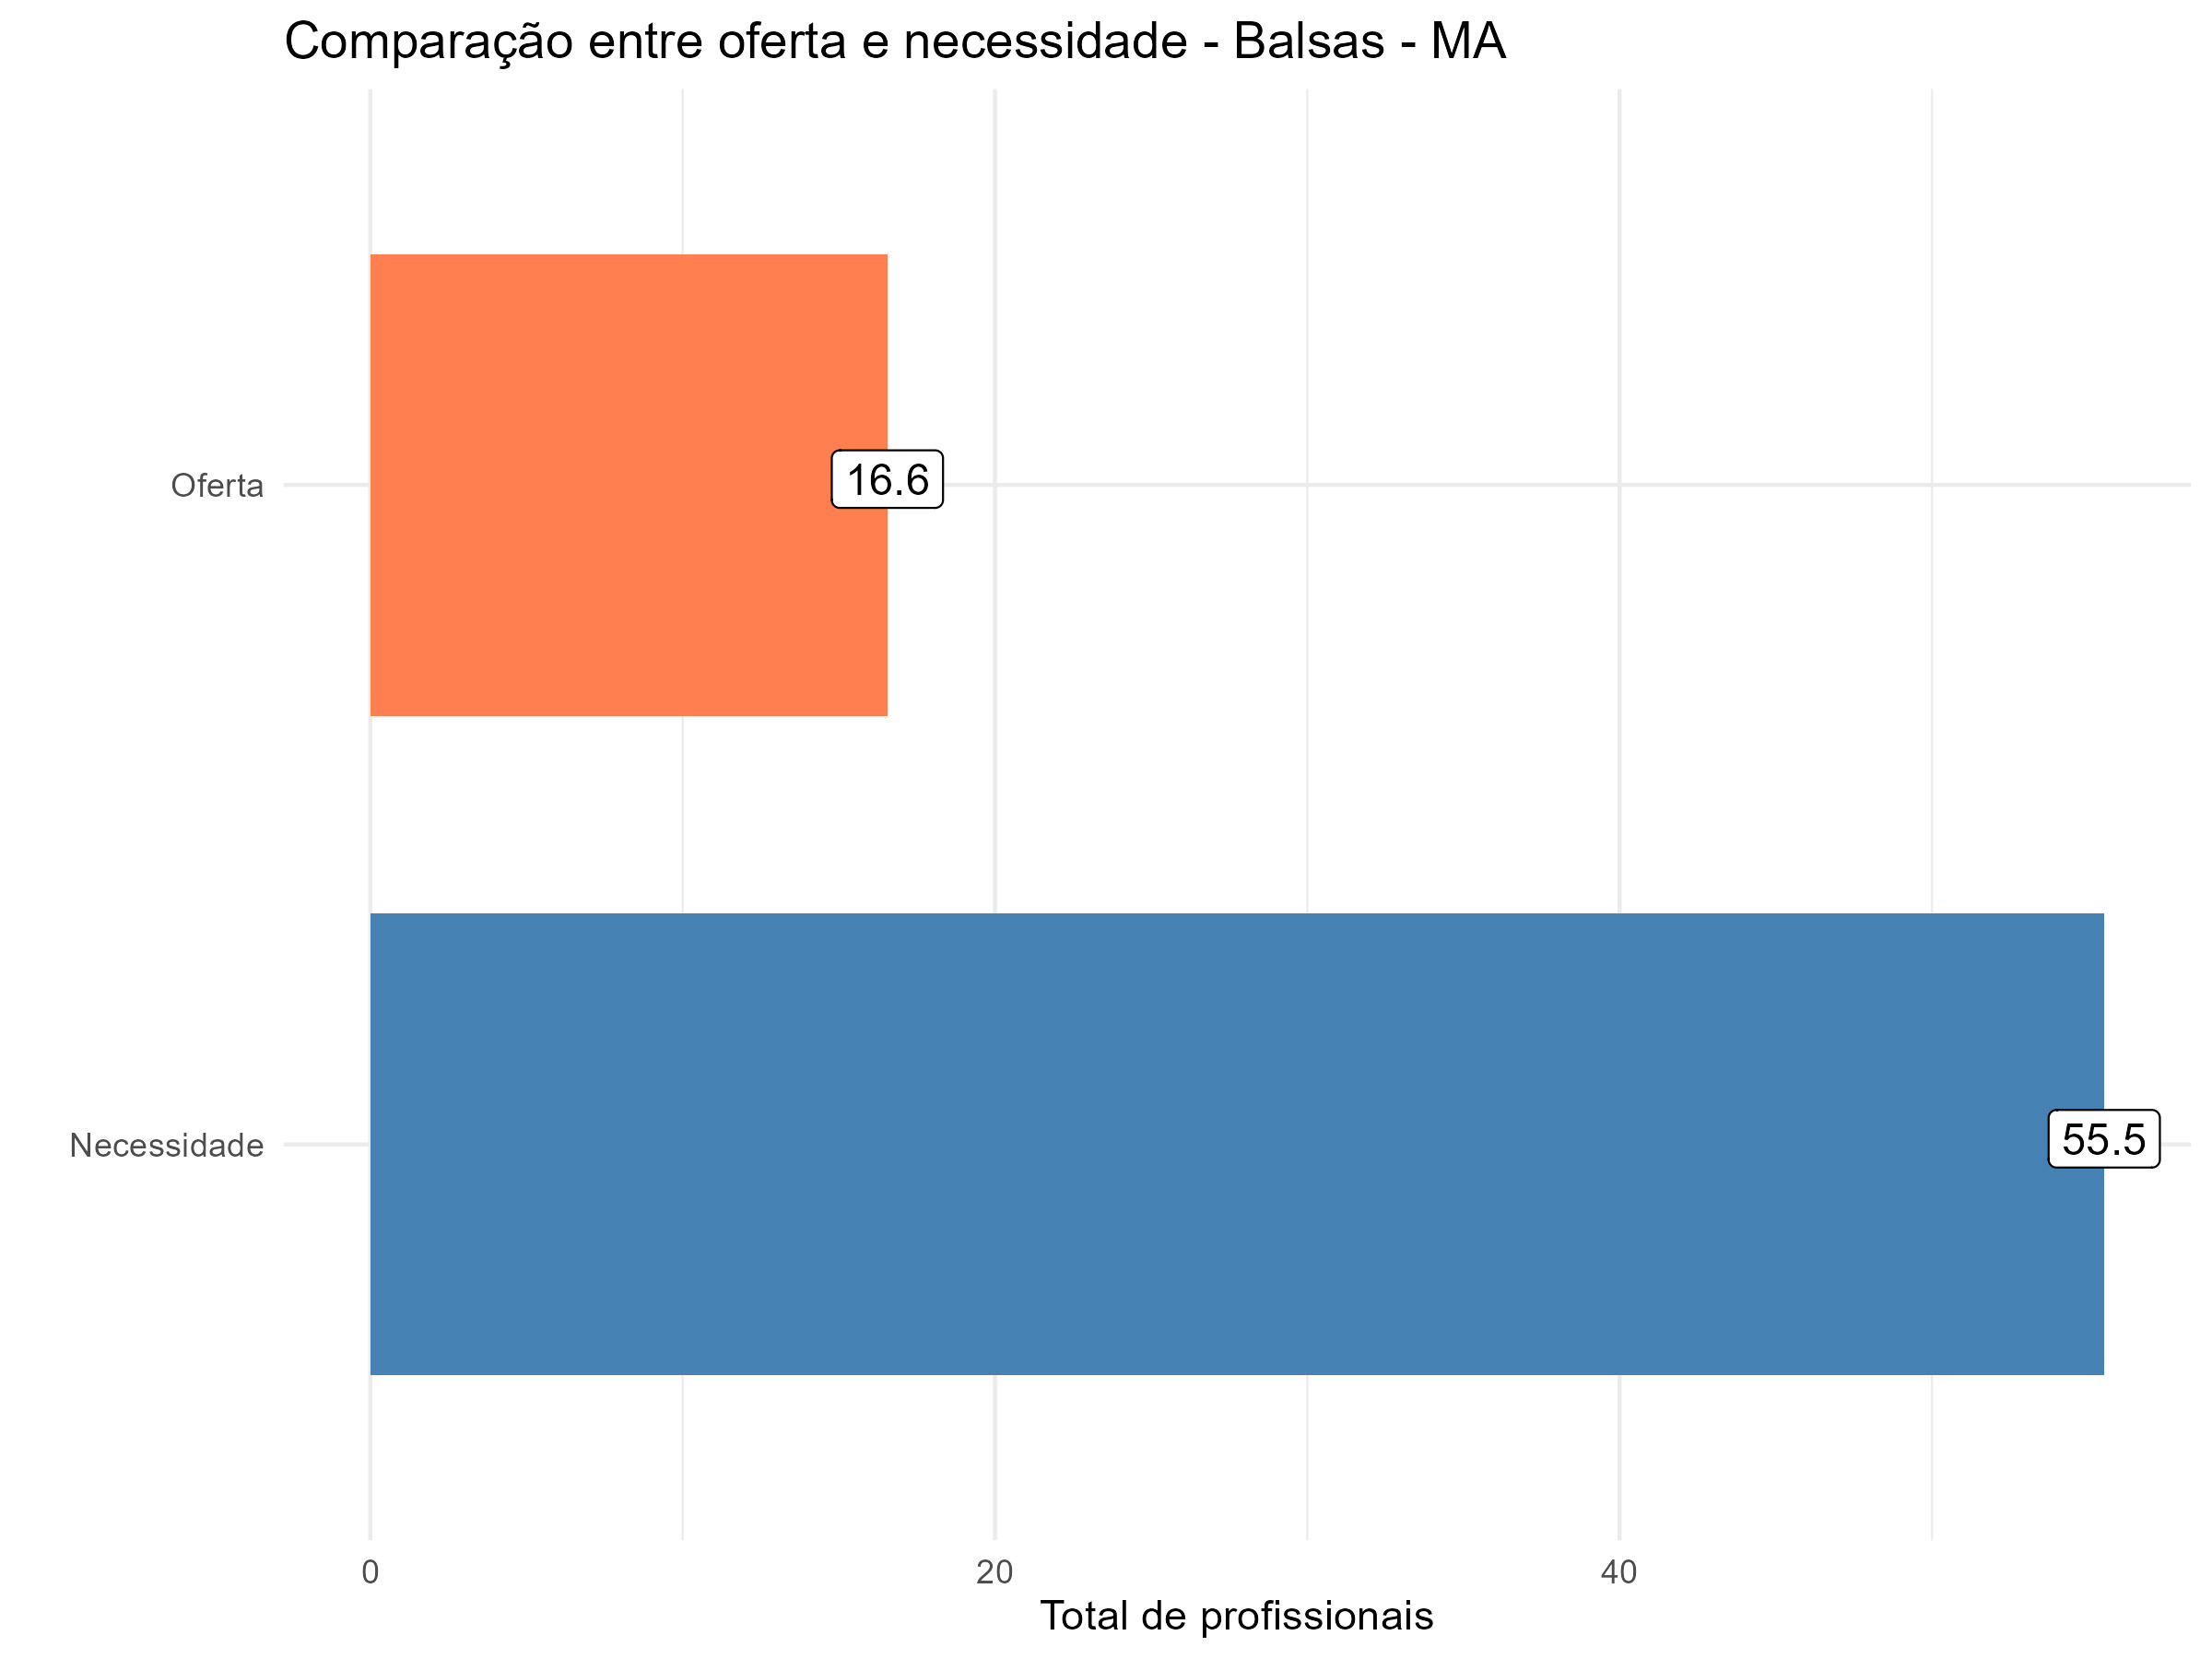 Comparação entre oferta e necessidade - Balsas - MA
Oferta
16.6
Necessidade
55.5
0
20
40
Total de profissionais